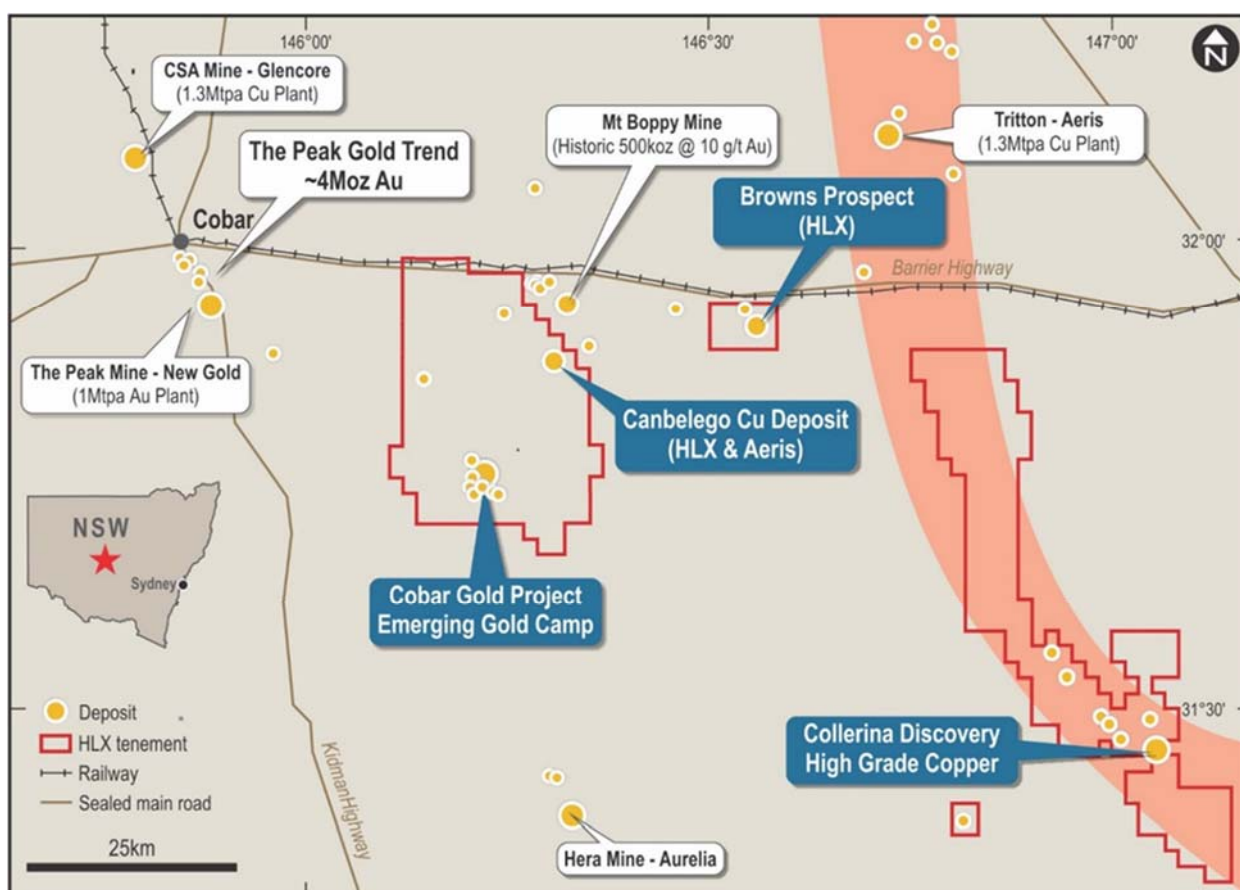 146°00'
146°30'
147°00'
N
CSA Mine - Glencore
(1.3Mtpa Cu Plant)
The Peak Gold Trend
~4Moz Au
Mt Boppy Mine
(Historic 500koz @ 10 g/t Au)
Tritton - Aeris
(1.3Mtpa Cu Plant)
Browns Prospect
(HLX)
Cobar
32°00'
Barrier Highway
The Peak Mine - New Gold
(1Mtpa Au Plant)
Canbelego Cu Deposit
(HLX & Aeris)
NSW
Sydney
Cobar Gold Project
Emerging Gold Camp
31°30'
Deposit
HLX tenement
Railway
Sealed main road
25km
KidmanHighway
Collerina Discovery
High Grade Copper
Hera Mine - Aurelia